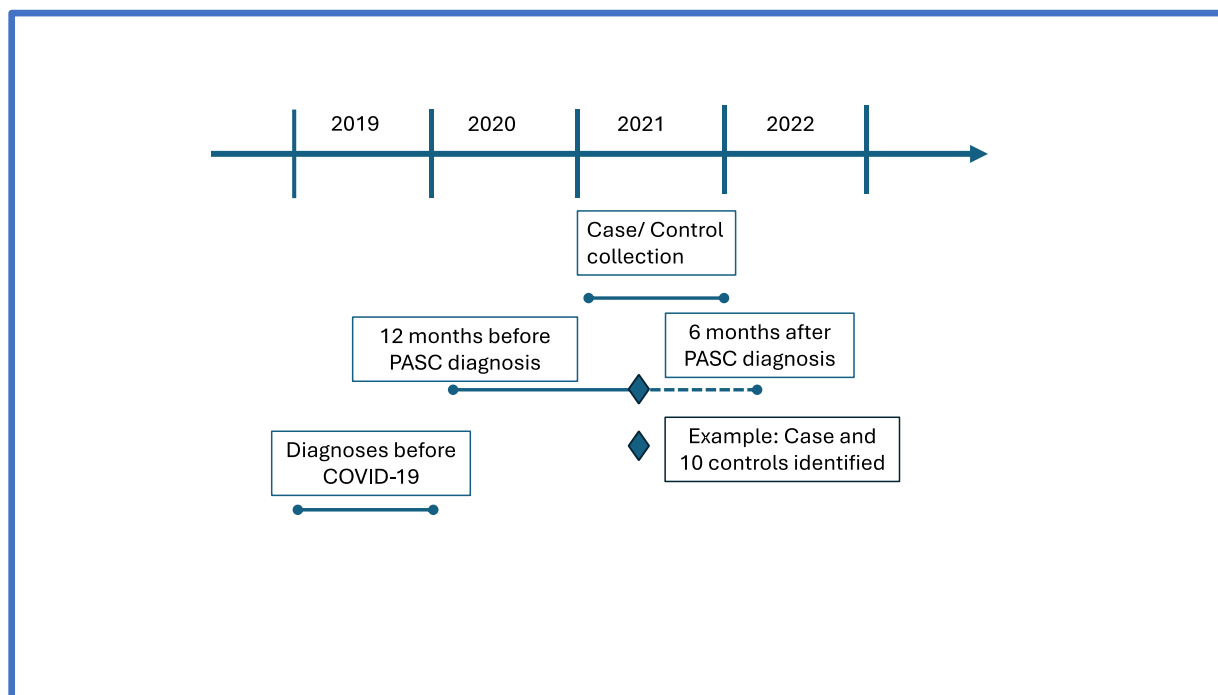 2019
2020
2021
2022
Case/ Control
collection
12 months before
PASC diagnosis
6 months after
PASC diagnosis
Diagnoses before
COVID-19
Example: Case and
10 controls identified